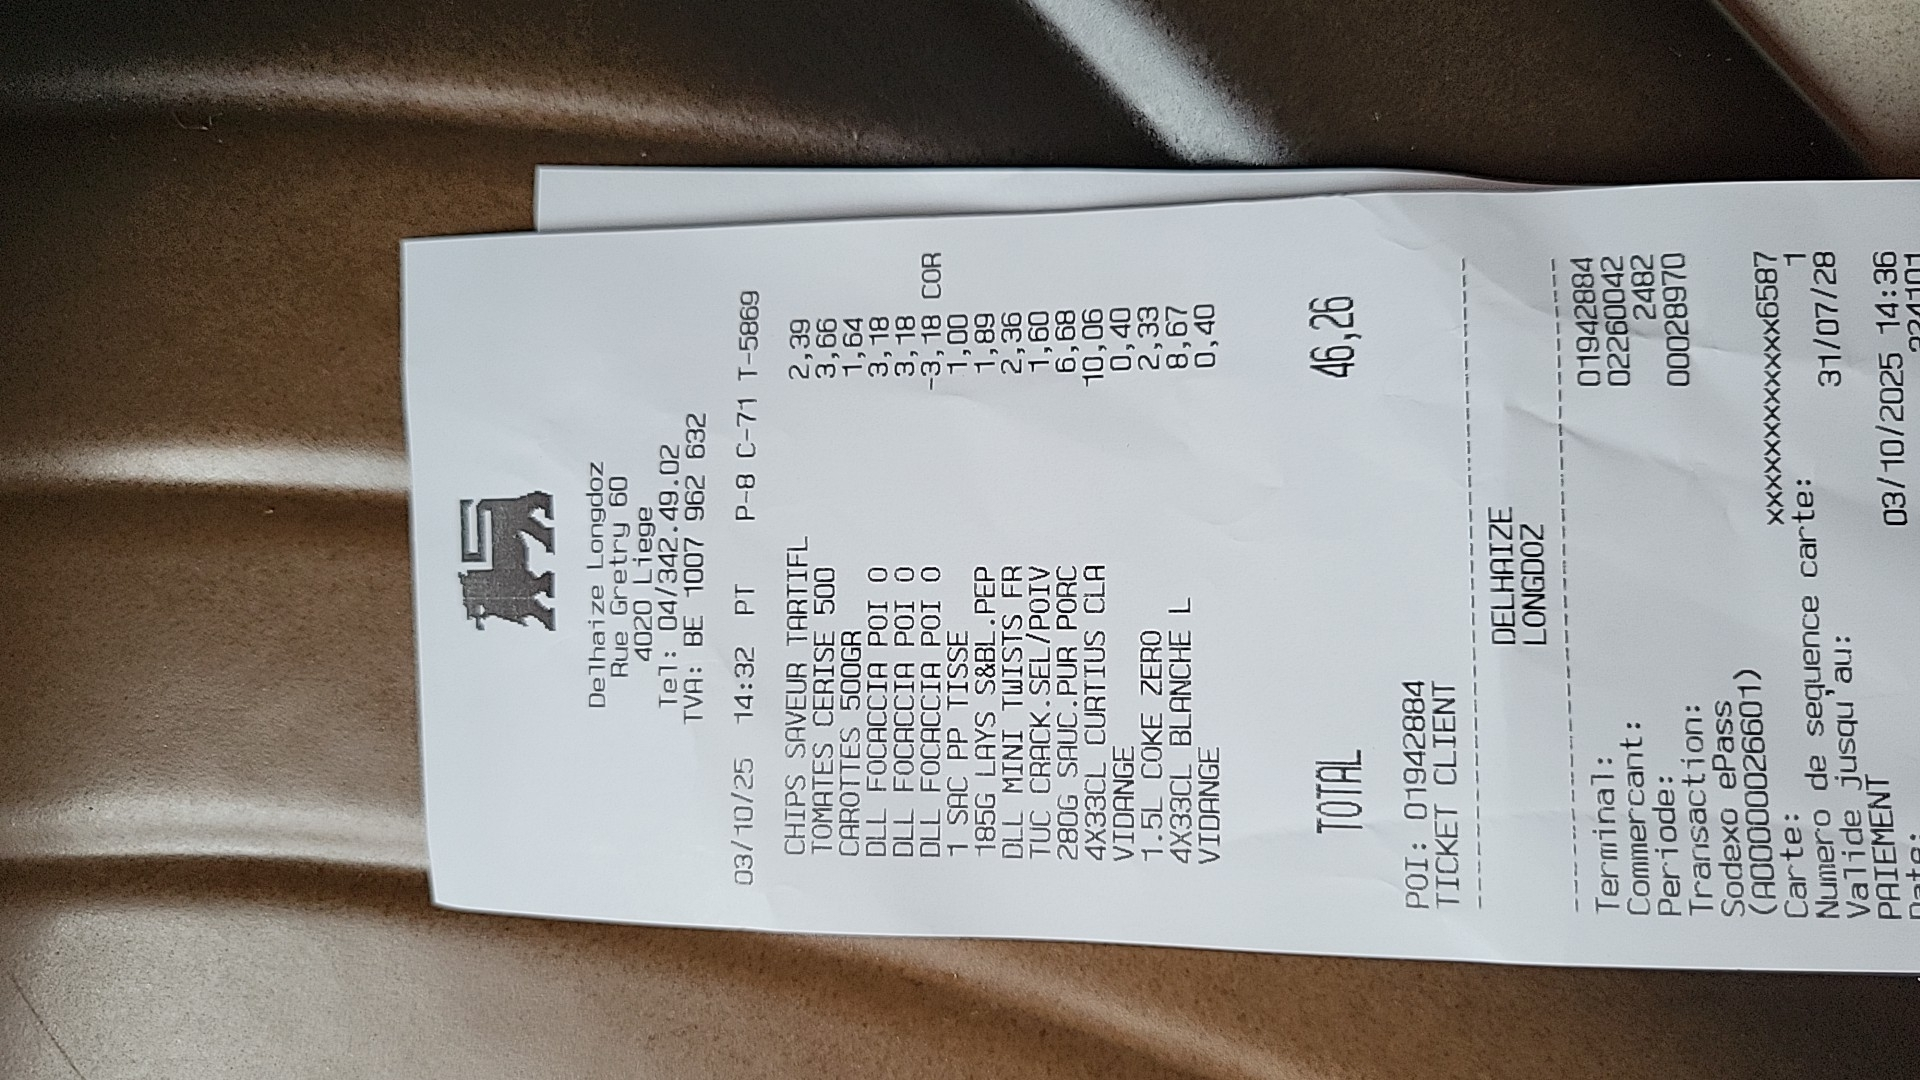 Delhaize Longdoz
Rue Gretry 60
4020 Liege
Tel: 04/342.49.02
TVA: BE 1007 962 632
03/10/25 14:32 PT P-8 C-71 T-5869
CHIPS SAVEUR TARTIFL 2,39
TOMATES CERISE 500 3,66
CAROTTES 500GR 1,64
DLL FOCACCIA POI O 3,18
DLL FOCACCIA POI O 3,18
DLL FOCACCIA POI O -3,18 COR
1 SAC PP TISSE 1,00
185G LAYS S&BL.PEP 1,89
DLL MINI TWISTS FR 2,36
TUC CRACK.SEL/POIV 1,60
280G SAUC.PUR PORC 6,68
4X33CL CURTIUS CLA 10,06
VIDANGE 0,40
1.5L COKE ZERO 2,33
4X33CL BLANCHE L 8,67
VIDANGE 0,40
TOTAL 46,26
POI: 01942884
TICKET CLIENT
DELHAIZE
LONGDOZ
Terminal: 01942884
Commercant: 02260042
Periode: 2482
Transaction: 00028970
Sodexo ePass
(A0000026601)
Carte: xxxxxxxxxxxxxxx6587
Numero de sequence carte: 1
Valide jusqu'au: 31/07/28
PAIEMENT
Date: 03/10/2025 14:36